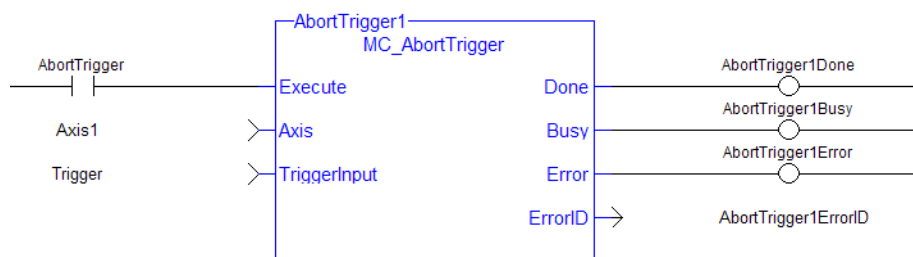 AbortTrigger1
MC_AbortTrigger
AbortTrigger
AbortTrigger1Done
Execute
Done
AbortTrigger1Busy
Axis1
Axis
Busy
AbortTrigger1Error
Trigger
TriggerInput
Error
ErrorID
AbortTrigger1ErrorID